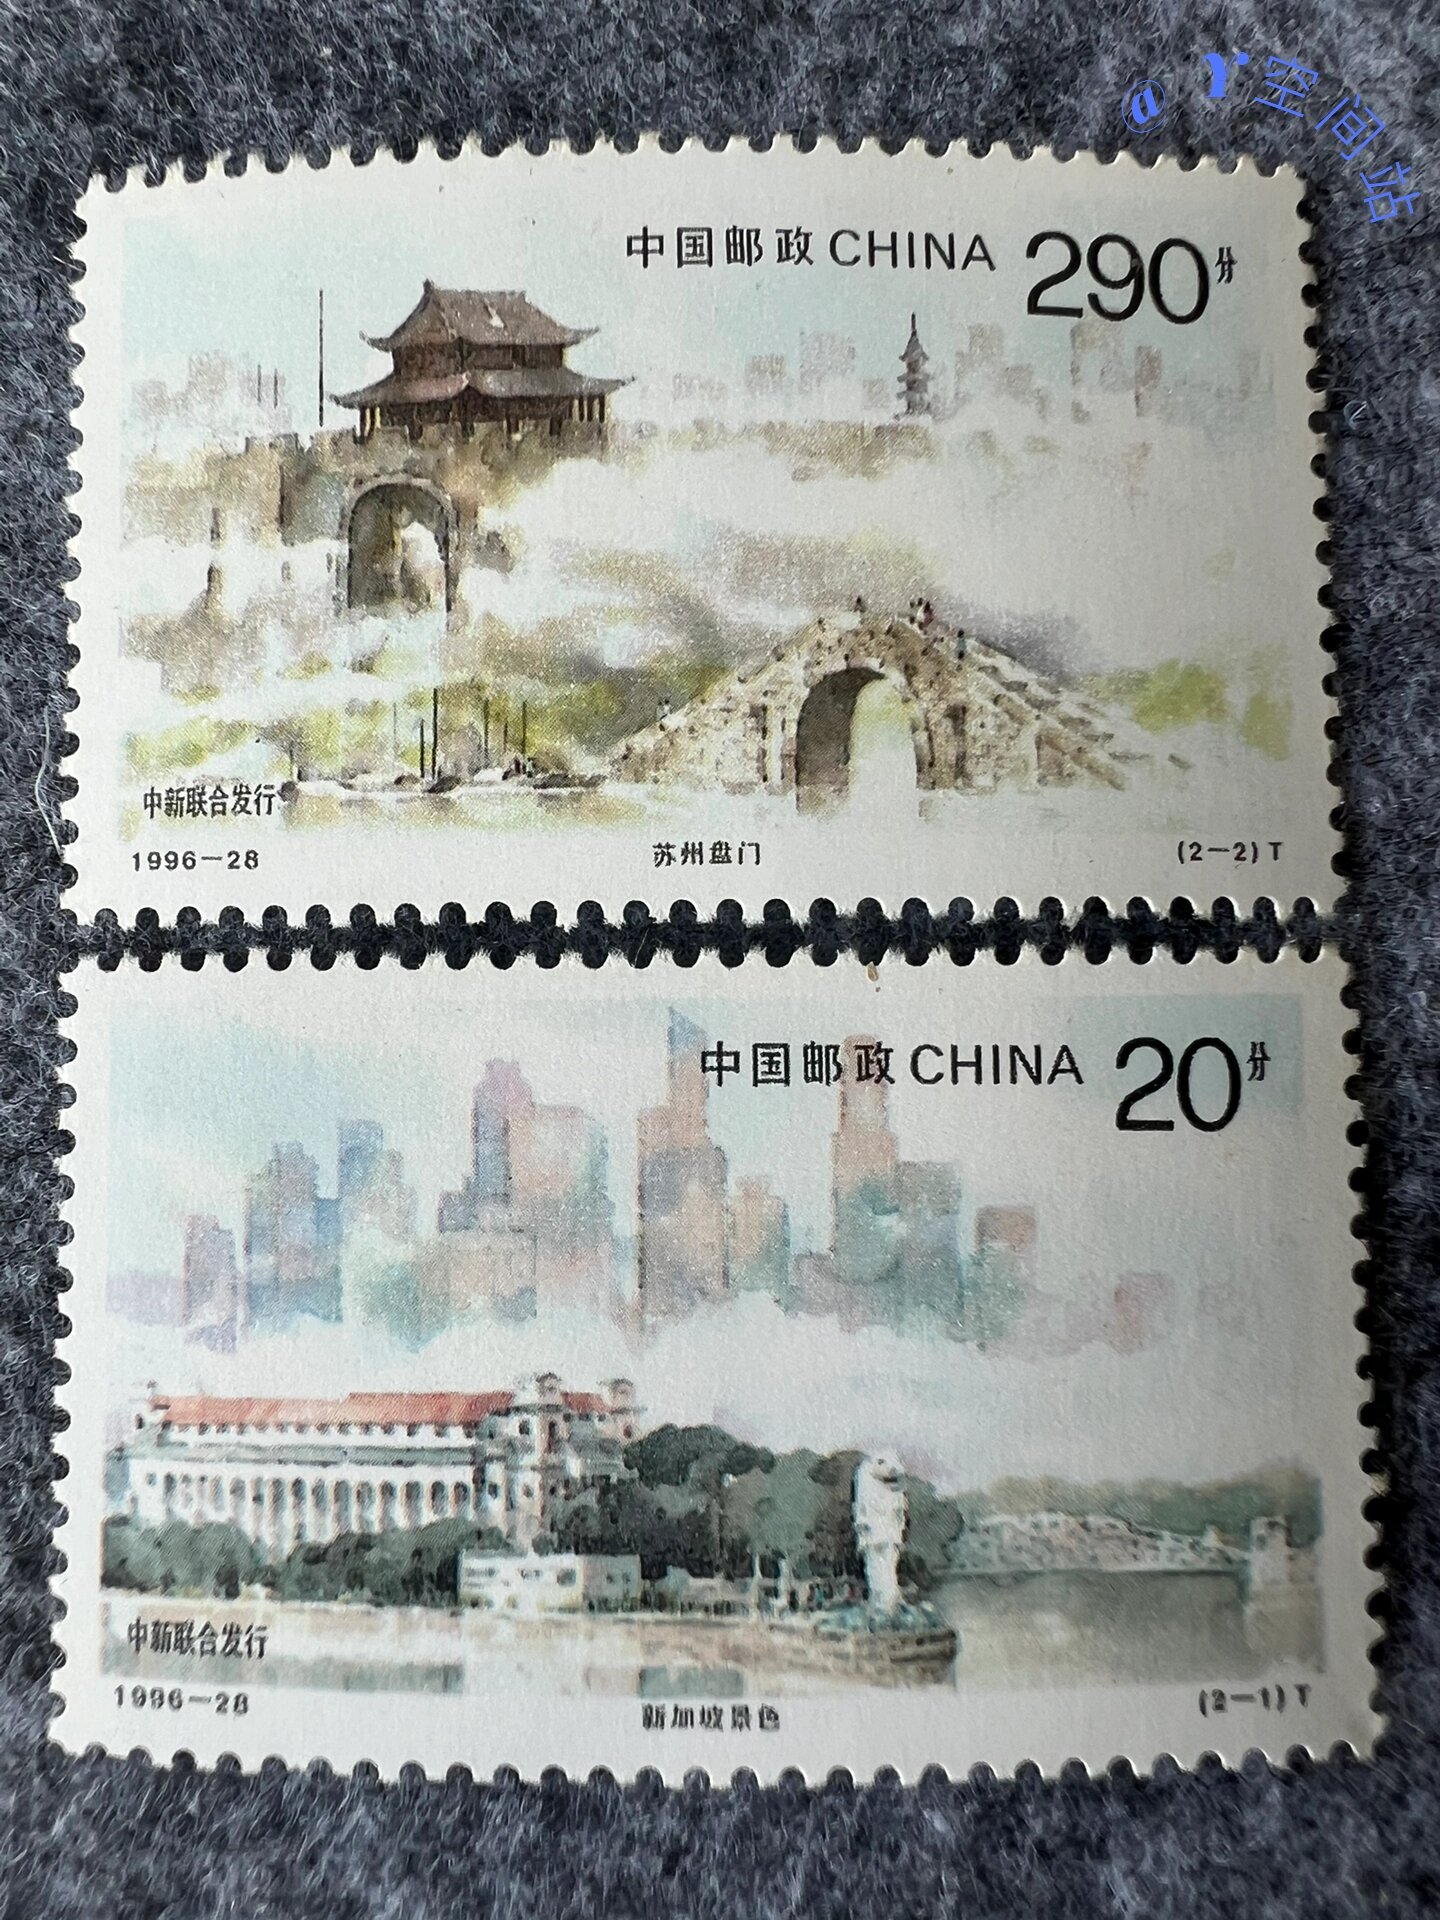 @γ空间站
中国邮政CHINA 290分
中新联合发行
1996-28 苏州盘门 (2-2)T
中国邮政CHINA 20分
中新联合发行
1996-28 新加坡景色 (2-1)T